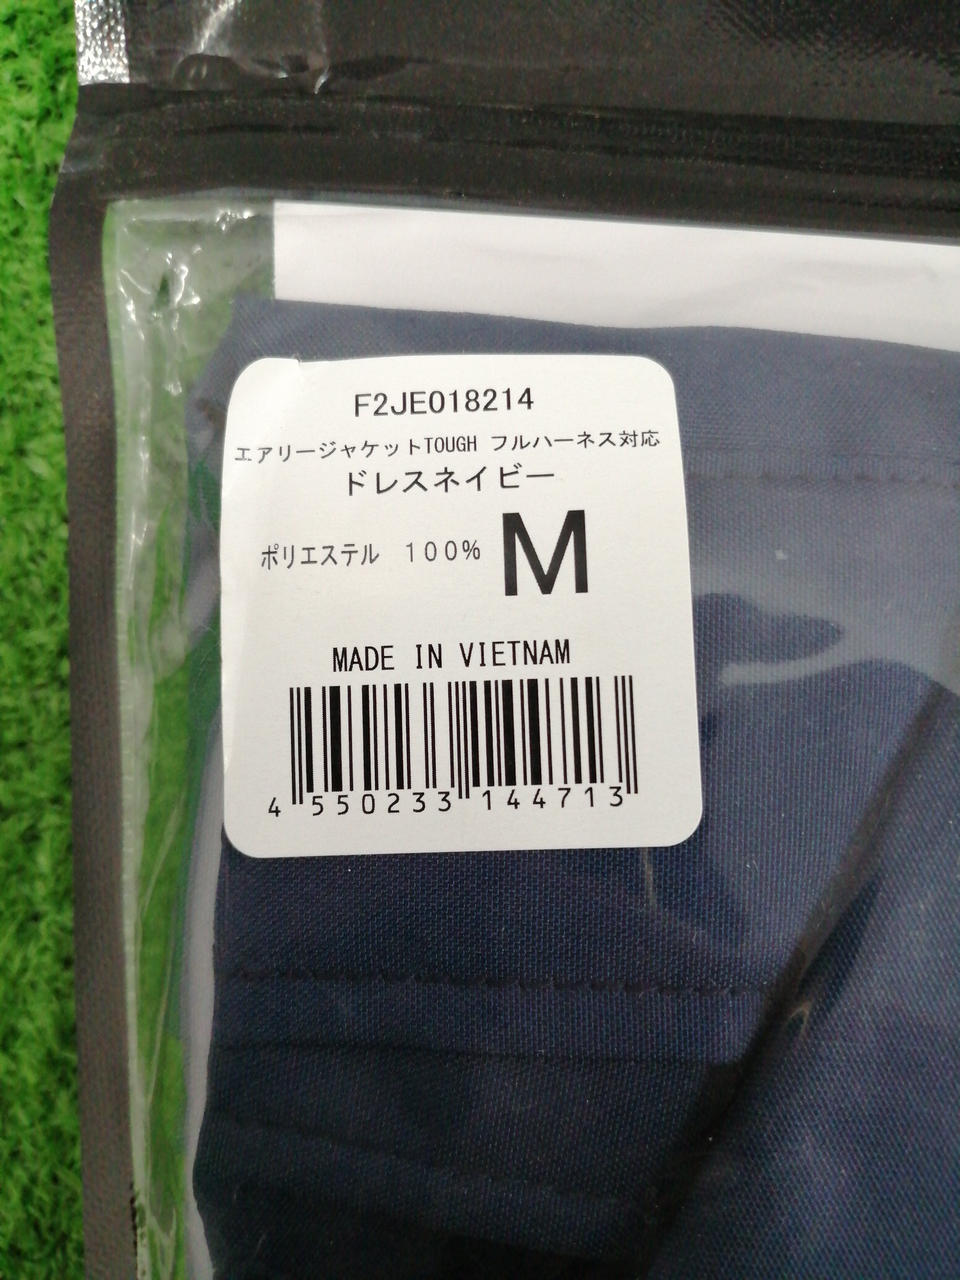 F2JE018214
エアリージャケットTOUGH フルハーネス対応
ドレスネイビー
ポリエステル 100% M
MADE IN VIETNAM
4 550233 144713